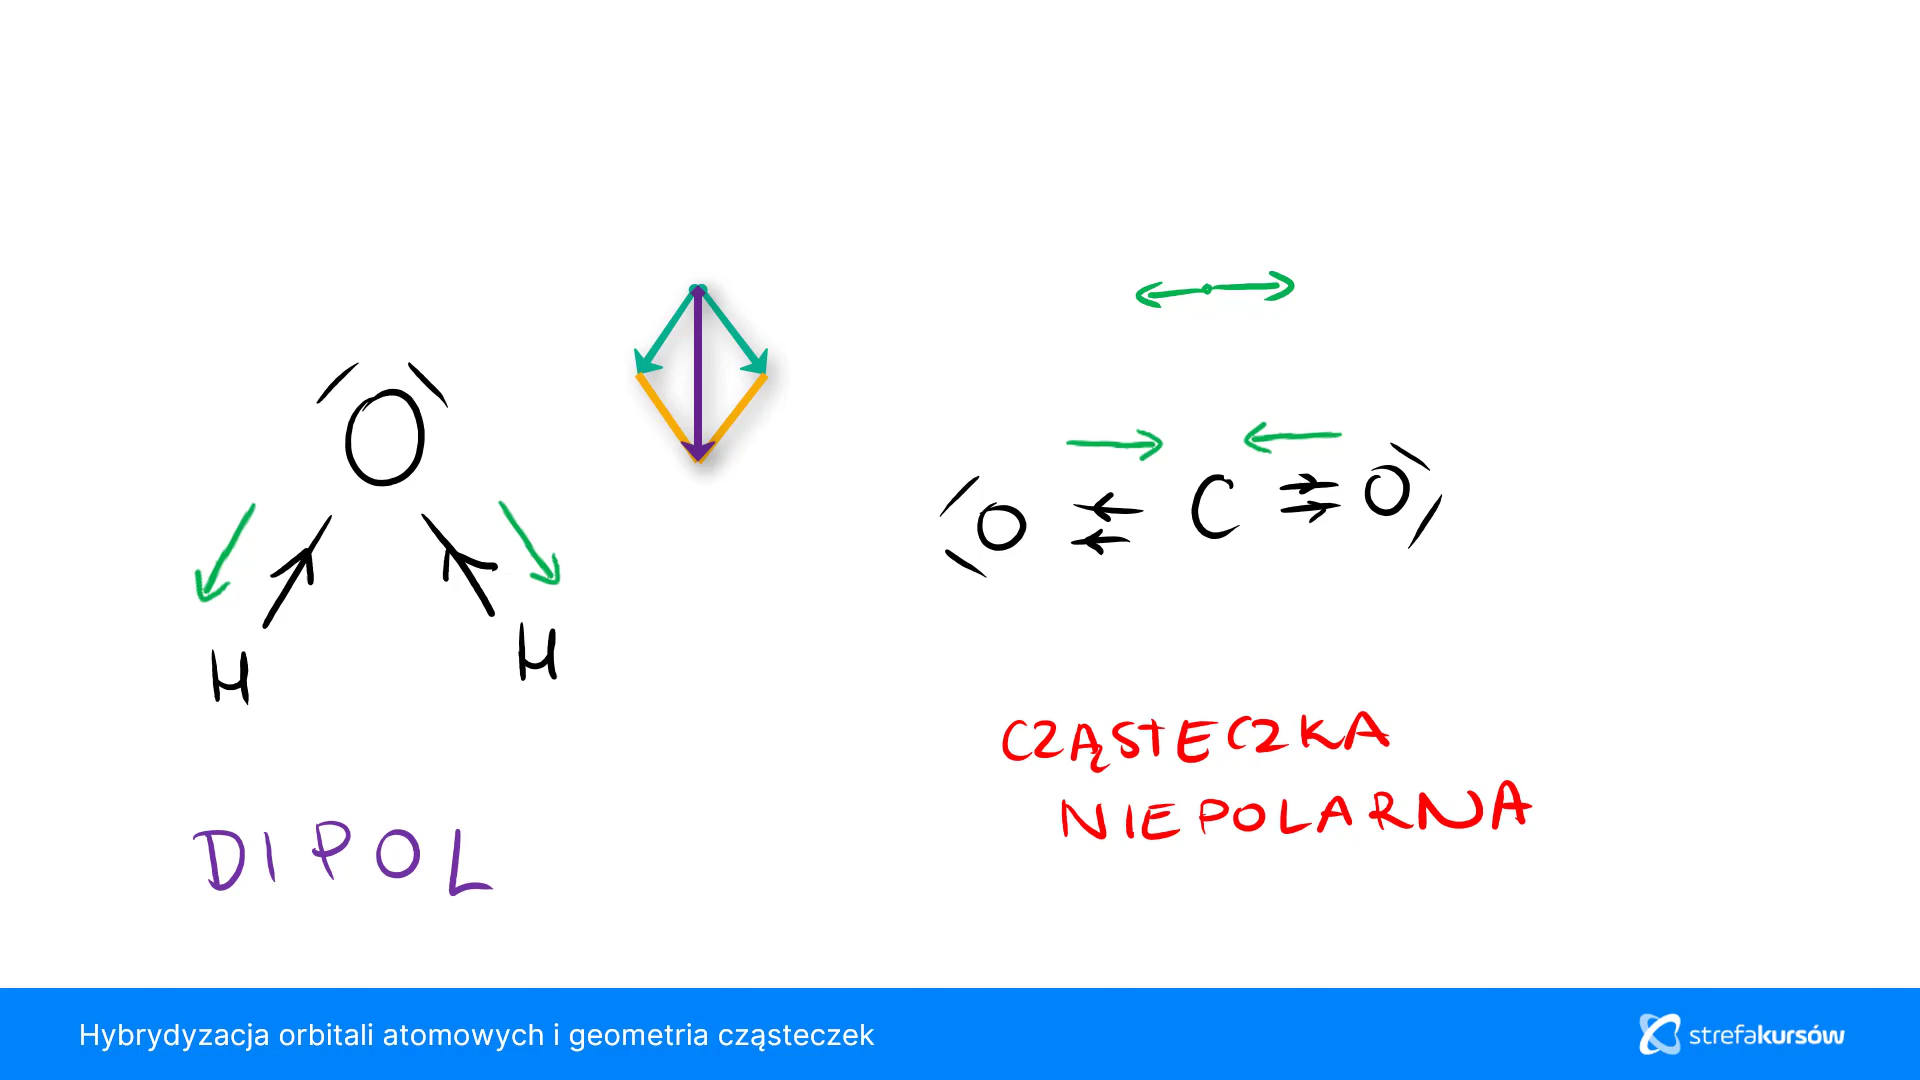 O
H
H
O
C
O
DIPOL
CZĄSTECZKA
NIEPOLARNA
Hybrydyzacja orbitali atomowych i geometria cząsteczek
strefakursów